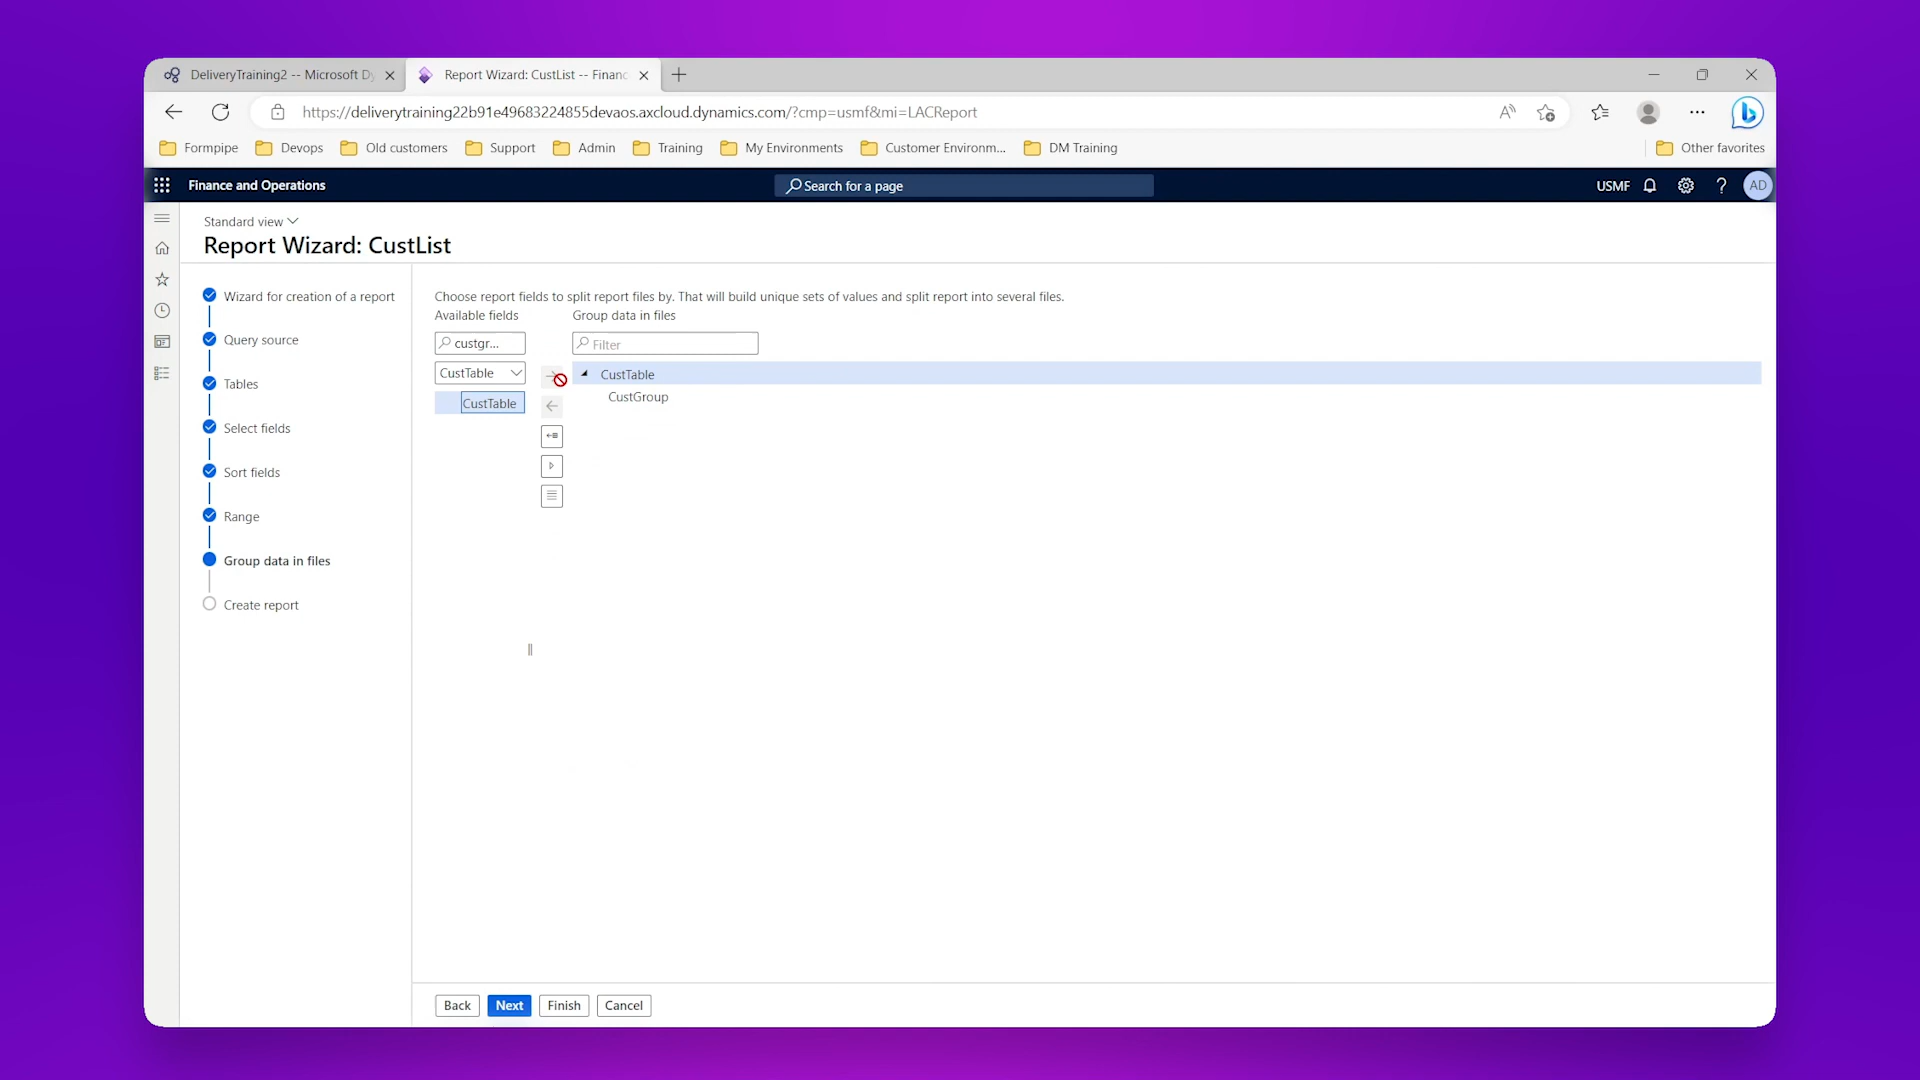 DeliveryTraining2 -- Microsoft Dy
Report Wizard: CustList -- Financ
https://deliverytraining22b91e49683224855devaos.axcloud.dynamics.com/?cmp=usmf&mi=LACReport
Formpipe
Devops
Old customers
Support
Admin
Training
My Environments
Customer Environm...
DM Training
Other favorites
Finance and Operations
Search for a page
USMF
?
AD
Standard view
Report Wizard: CustList
Wizard for creation of a report
Query source
Tables
Select fields
Sort fields
Range
Group data in files
Create report
Choose report fields to split report files by. That will build unique sets of values and split report into several files.
Available fields
Group data in files
custgr...
Filter
CustTable
CustTable
CustTable
CustGroup
Back
Next
Finish
Cancel